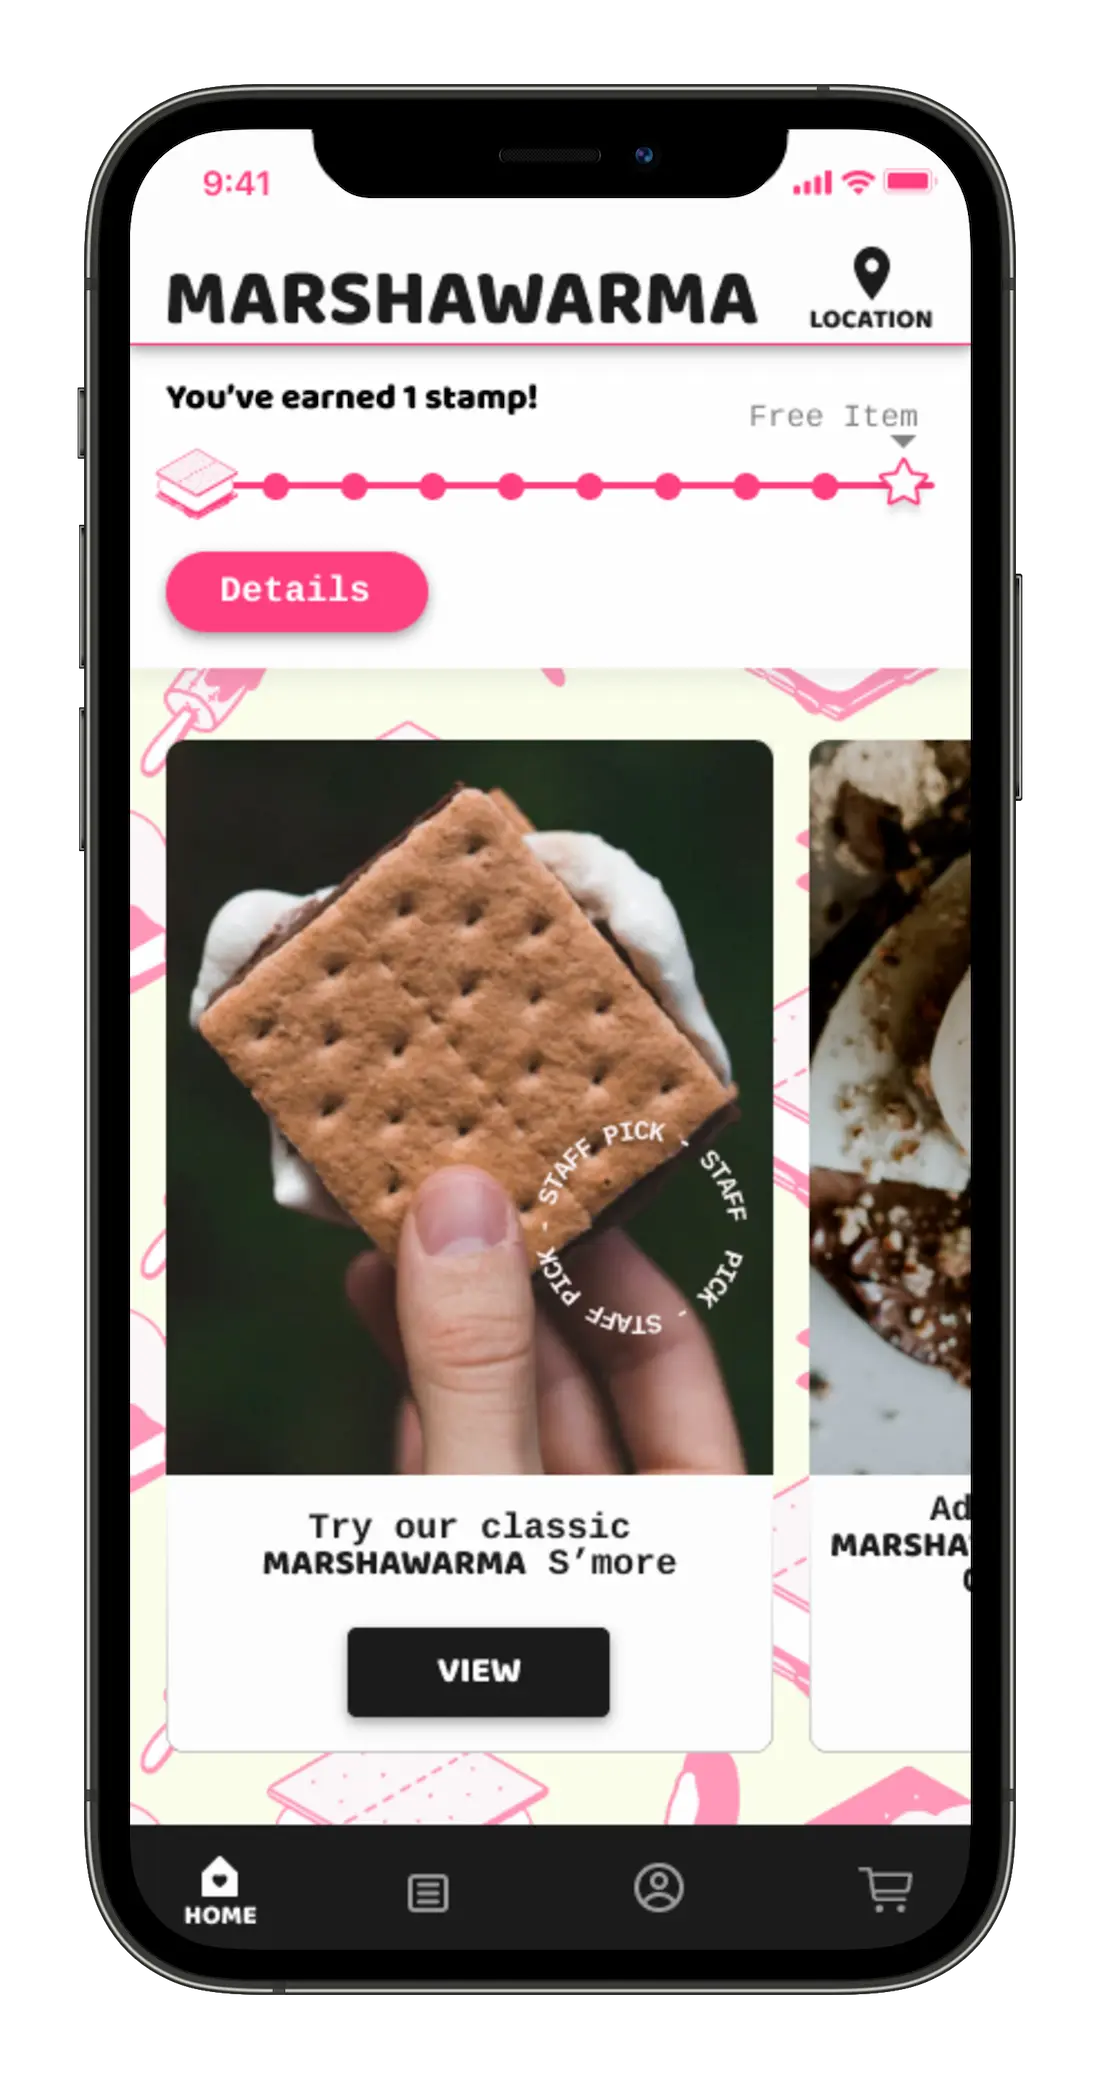 9:41
MARSHAWARMA
LOCATION
You’ve earned 1 stamp!
Free Item
Details
STAFF PICK - STAFF PICK - STAFF PICK -
Try our classic
MARSHAWARMA S’more
VIEW
Ad
MARSHA
HOME